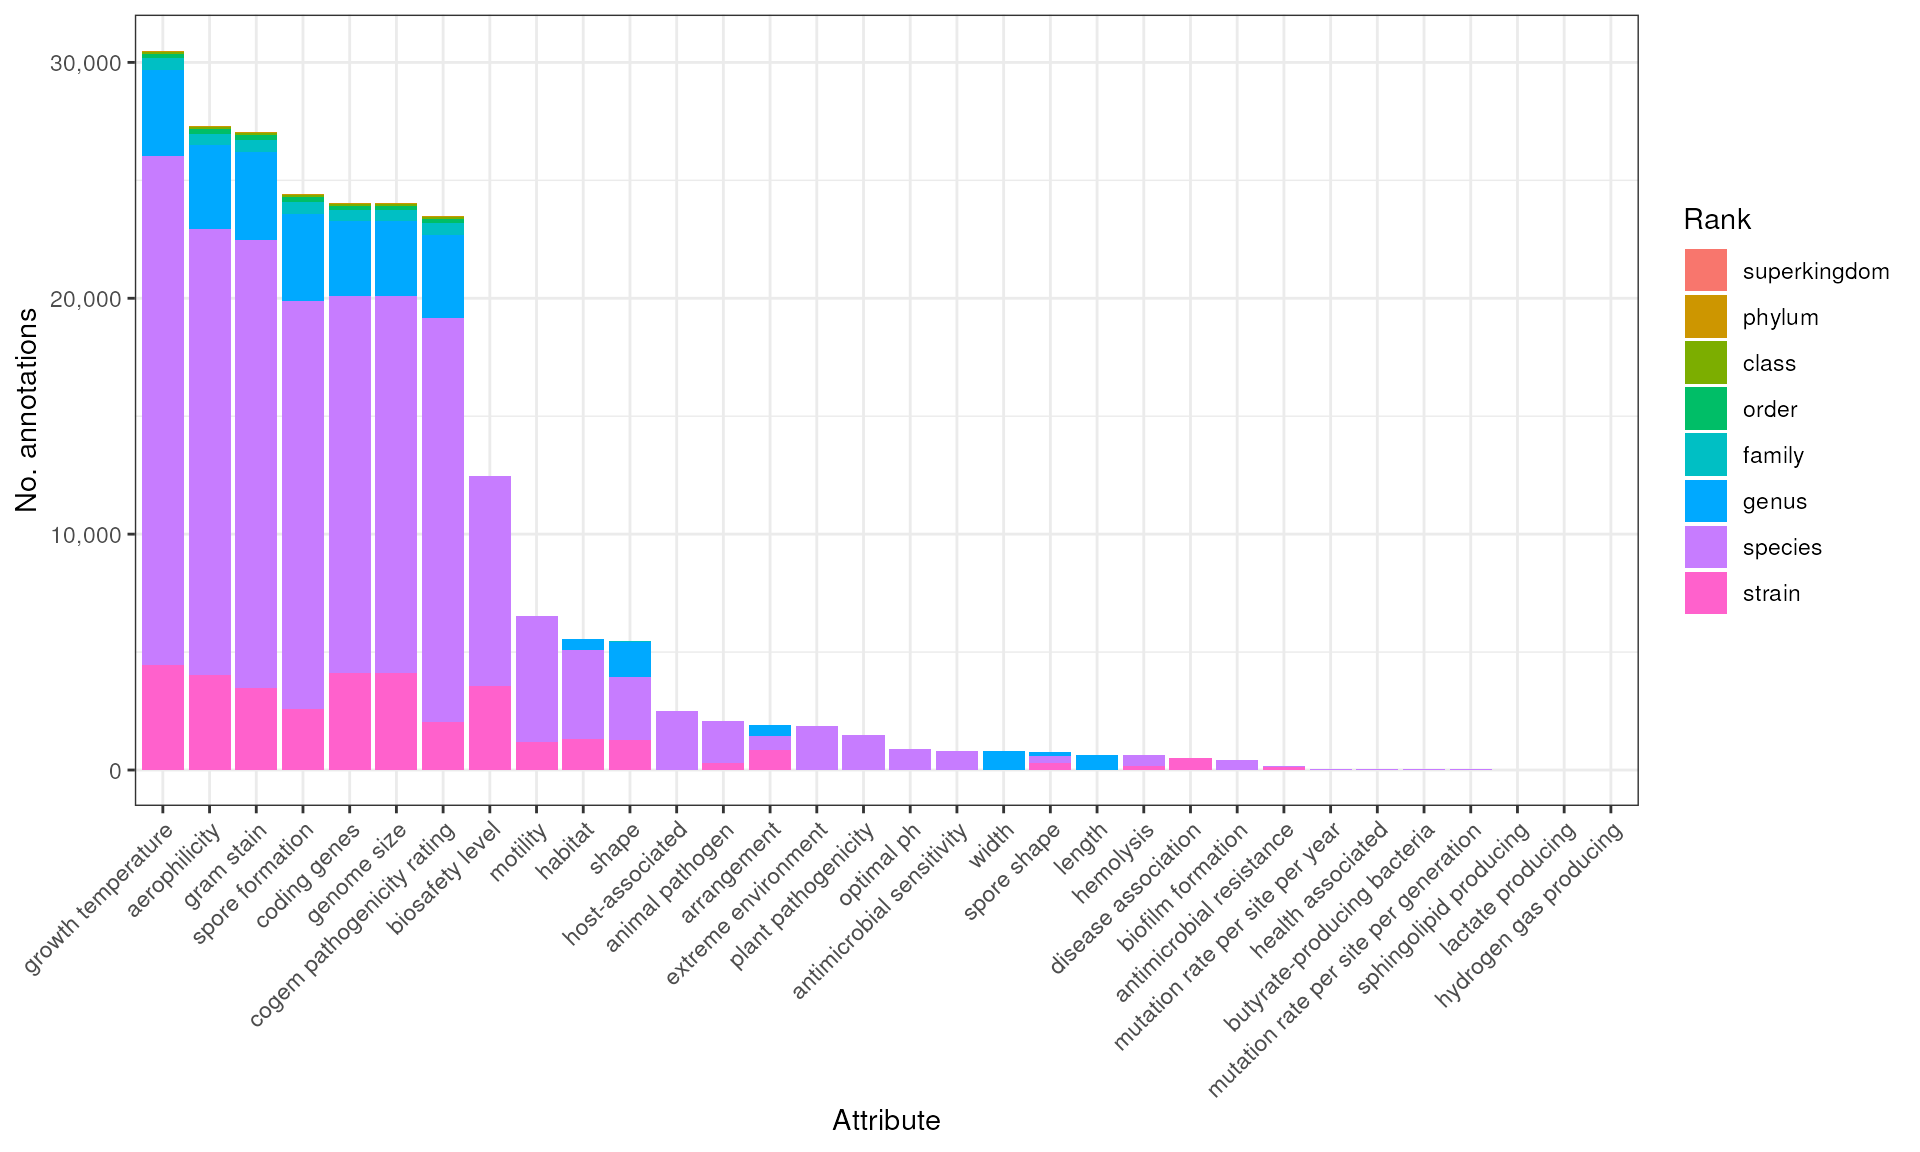 30,000
20,000
10,000
0
No. annotations
growth temperature
aerophilicity
gram stain
spore formation
coding genes
genome size
cogem pathogenicity rating
biosafety level
motility
habitat
shape
host-associated
animal pathogen
arrangement
extreme environment
plant pathogenicity
optimal ph
antimicrobial sensitivity
width
spore shape
length
hemolysis
disease association
biofilm formation
antimicrobial resistance
mutation rate per site per year
health associated
butyrate-producing bacteria
mutation rate per site per generation
sphingolipid producing
lactate producing
hydrogen gas producing
Attribute
Rank
superkingdom
phylum
class
order
family
genus
species
strain